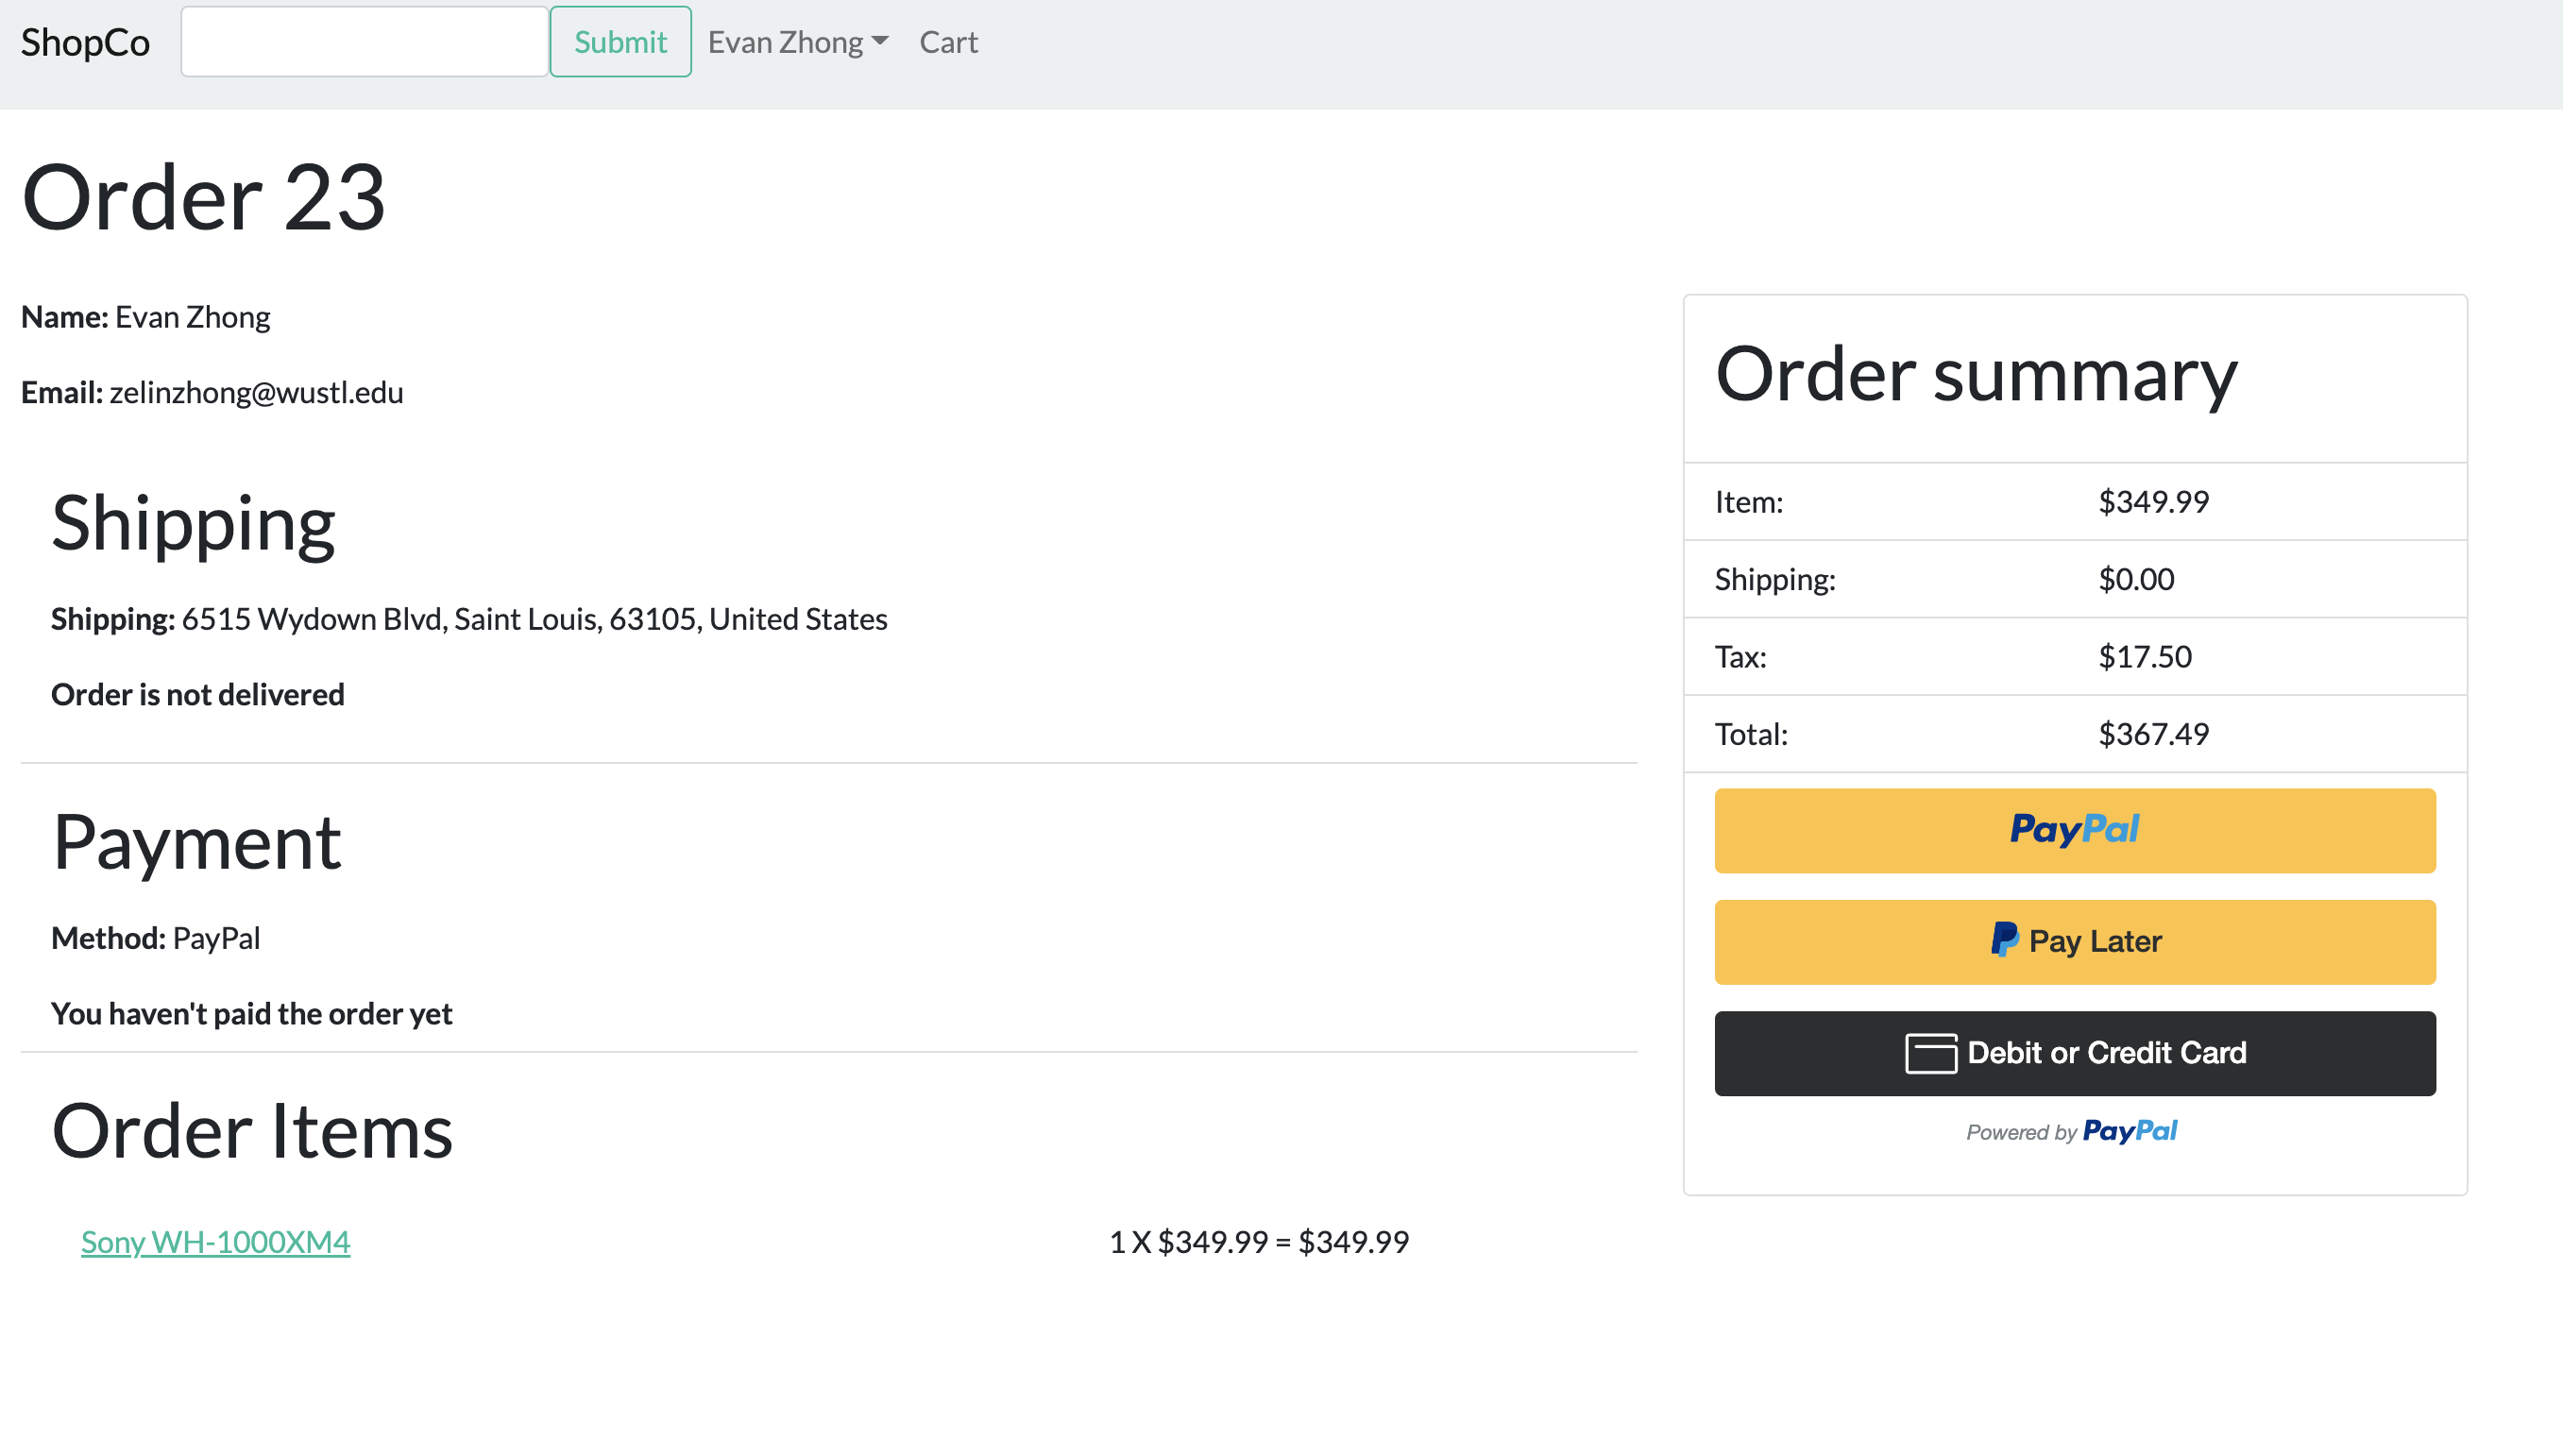 ShopCo Submit Evan Zhong Cart
Order 23
Name: Evan Zhong
Email: zelinzhong@wustl.edu
Shipping
Shipping: 6515 Wydown Blvd, Saint Louis, 63105, United States
Order is not delivered
Payment
Method: PayPal
You haven't paid the order yet
Order Items
Sony WH-1000XM4 1 X $349.99 = $349.99
Order summary
Item: $349.99
Shipping: $0.00
Tax: $17.50
Total: $367.49
PayPal
Pay Later
Debit or Credit Card
Powered by PayPal